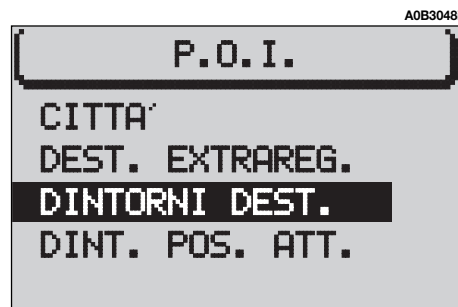 A0B3048
P.O.I.
CITTA´
DEST. EXTRAREG.
DINTORNI DEST.
DINT. POS. ATT.